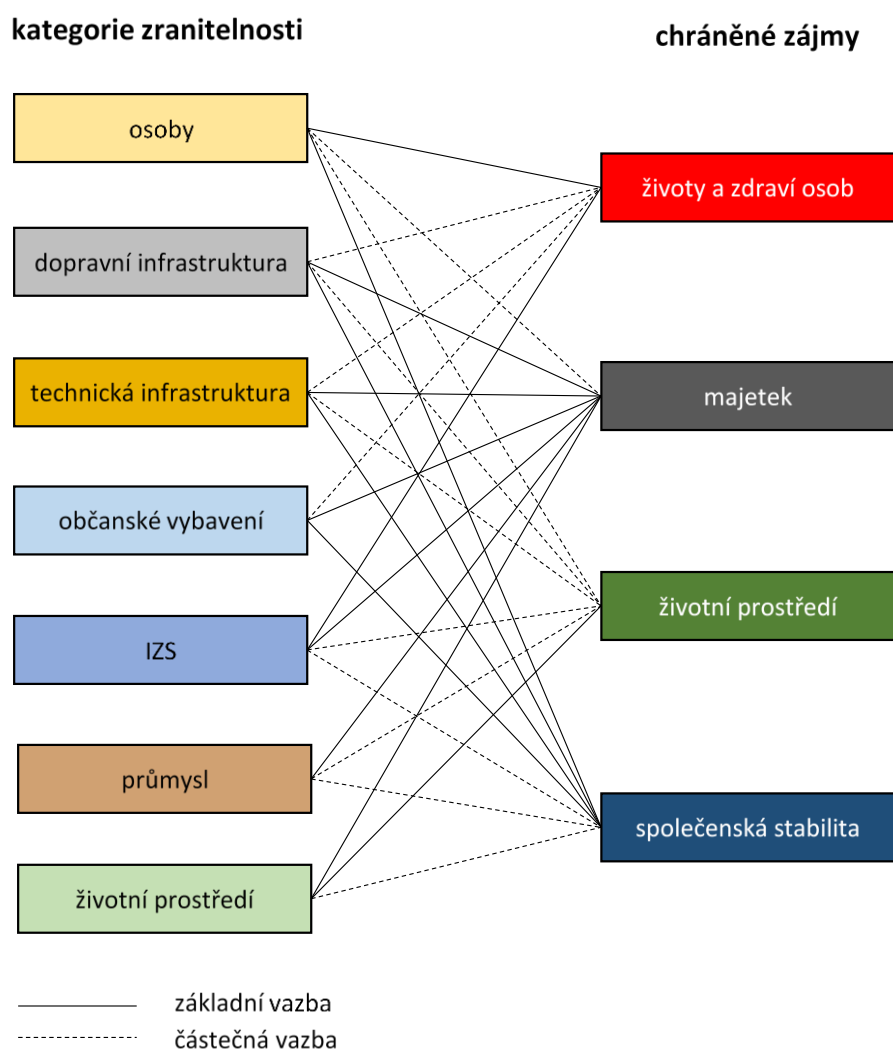 kategorie zranitelnosti
chráněné zájmy
osoby
dopravní infrastruktura
technická infrastruktura
občanské vybavení
IZS
průmysl
životní prostředí
životy a zdraví osob
majetek
životní prostředí
společenská stabilita
základní vazba
částečná vazba